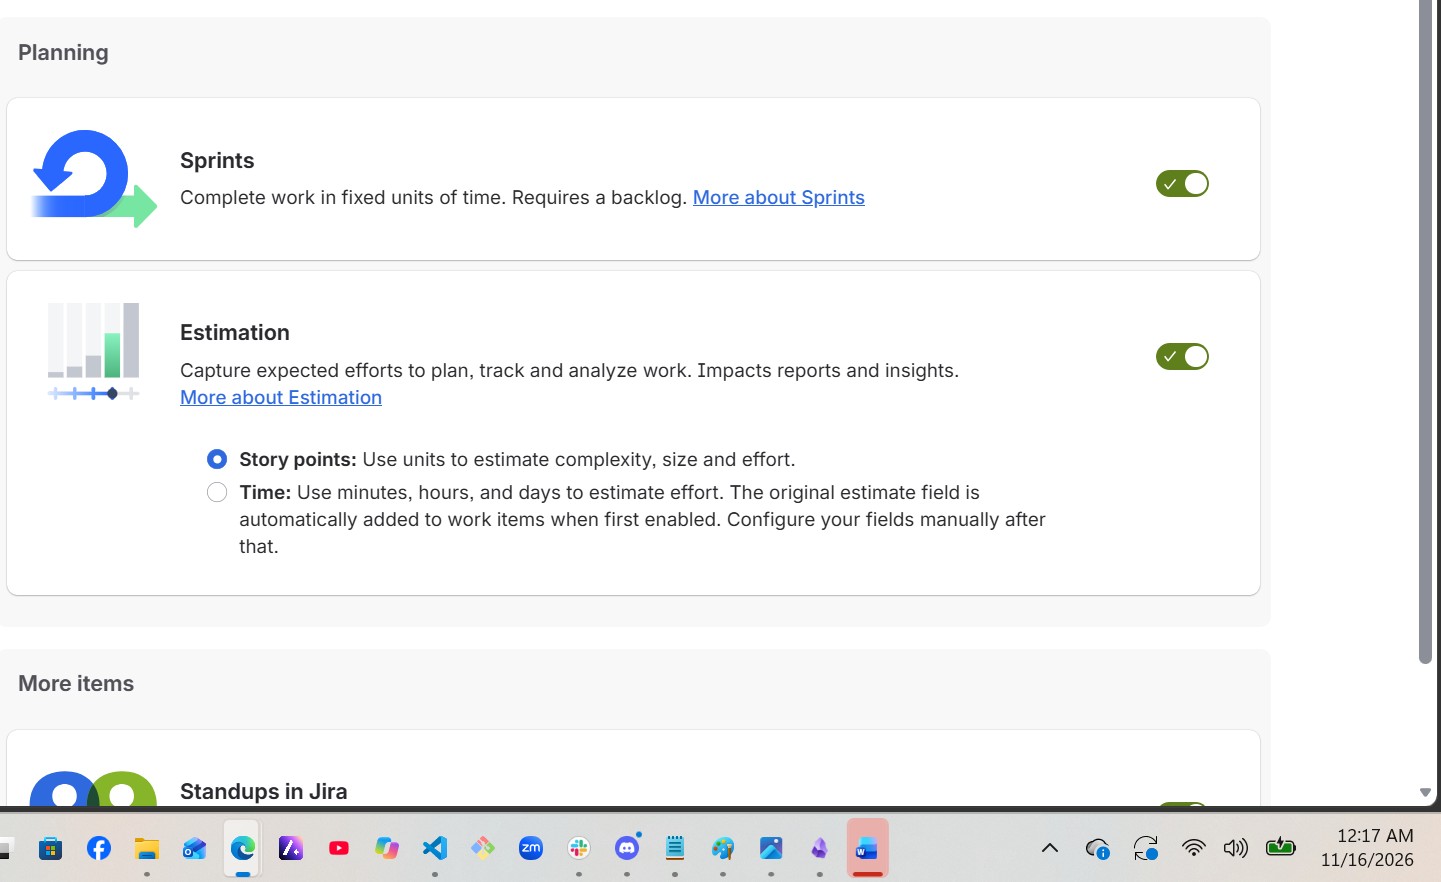 Planning
Sprints
Complete work in fixed units of time. Requires a backlog. More about Sprints
Estimation
Capture expected efforts to plan, track and analyze work. Impacts reports and insights.
More about Estimation
Story points: Use units to estimate complexity, size and effort.
Time: Use minutes, hours, and days to estimate effort. The original estimate field is
automatically added to work items when first enabled. Configure your fields manually after
that.
More items
Standups in Jira
zm
12:17 AM
11/16/2026